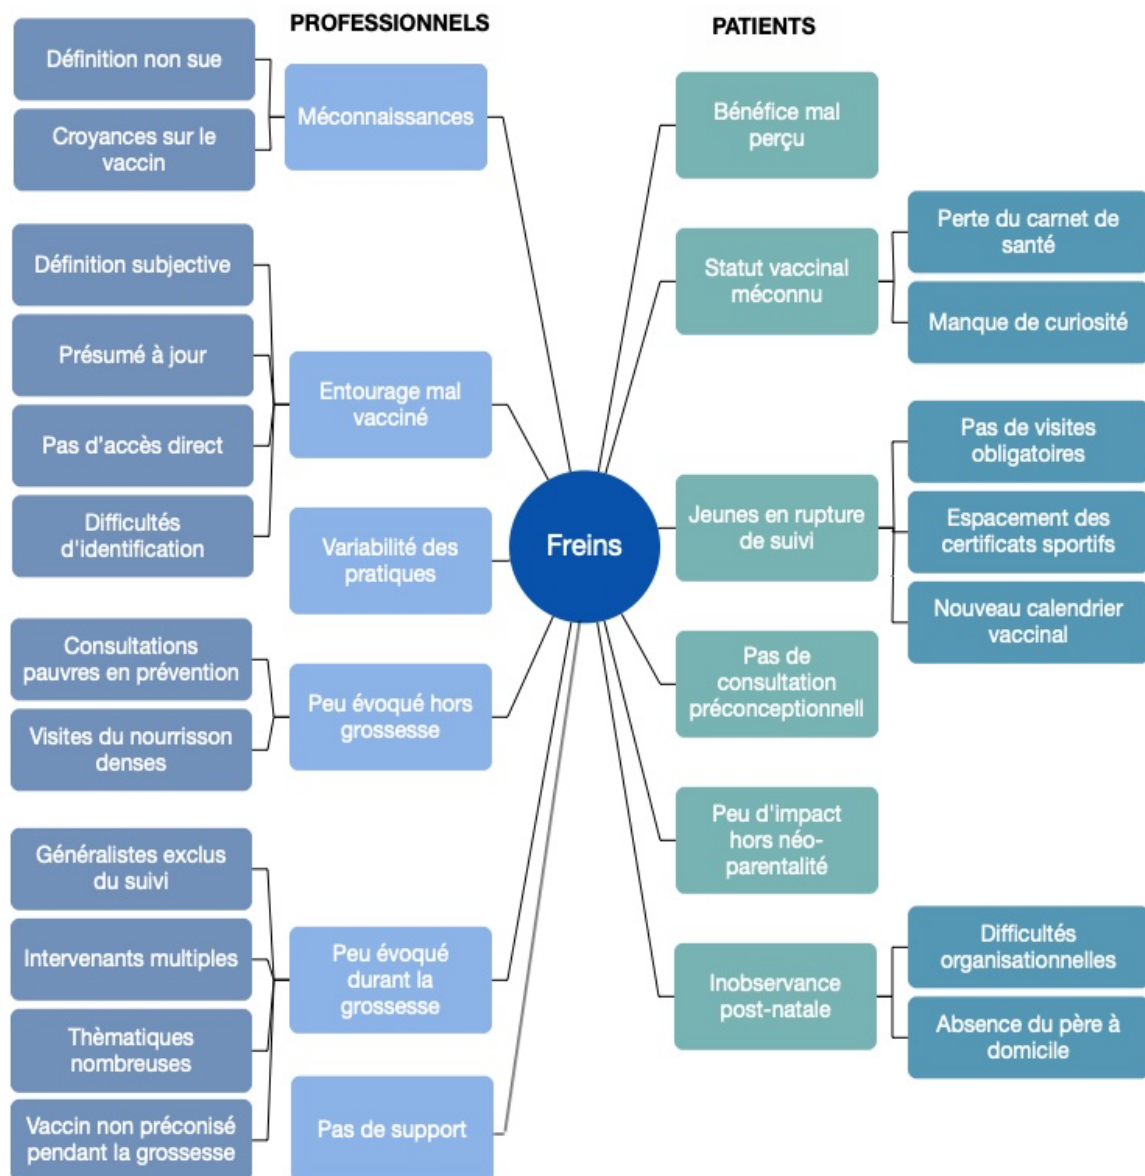 PROFESSIONNELS
Définition non sue
Croyances sur le
vaccin
Méconnaissances
Définition subjective
Présumé à jour
Pas d'accès direct
Difficultés
d'identification
Entourage mal
vacciné
Variabilité des
pratiques
Consultations
pauvres en prévention
Visites du nourrisson
denses
Peu évoqué hors
grossesse
Généralistes exclus
du suivi
Intervenants multiples
Thèmatiques
nombreuses
Vaccin non préconisé
pendant la grossesse
Peu évoqué
durant la
grossesse
Pas de support
Freins
PATIENTS
Bénéfice mal
perçu
Statut vaccinal
méconnu
Perte du carnet de
santé
Manque de curiosité
Jeunes en rupture
de suivi
Pas de visites
obligatoires
Espacement des
certificats sportifs
Nouveau calendrier
vaccinal
Pas de
consultation
préconceptionnell
Peu d'impact
hors néo-
parentalité
Inobservance
post-natale
Difficultés
organisationnelles
Absence du père à
domicile